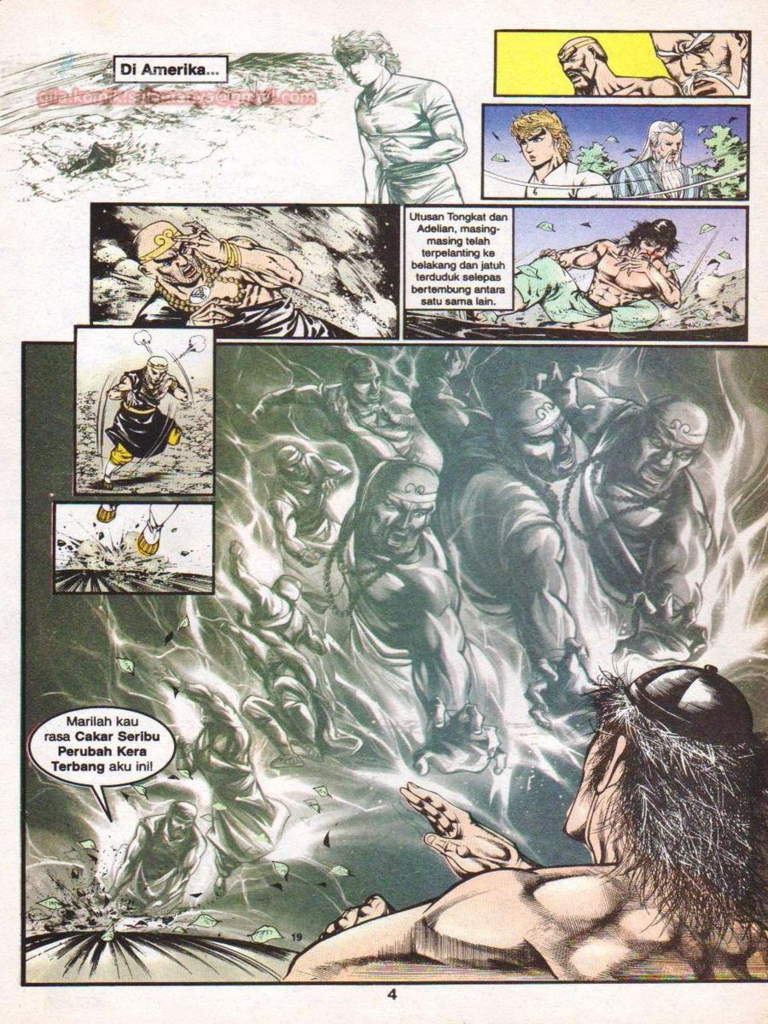 Di Amerika...
Utusan Tongkat dan
Adelian, masing-
masing telah
terpelanting ke
belakang dan jatuh
terduduk selepas
bertembung antara
satu sama lain.
Marilah kau
rasa Cakar Seribu
Perubah Kera
Terbang aku ini!
19
4